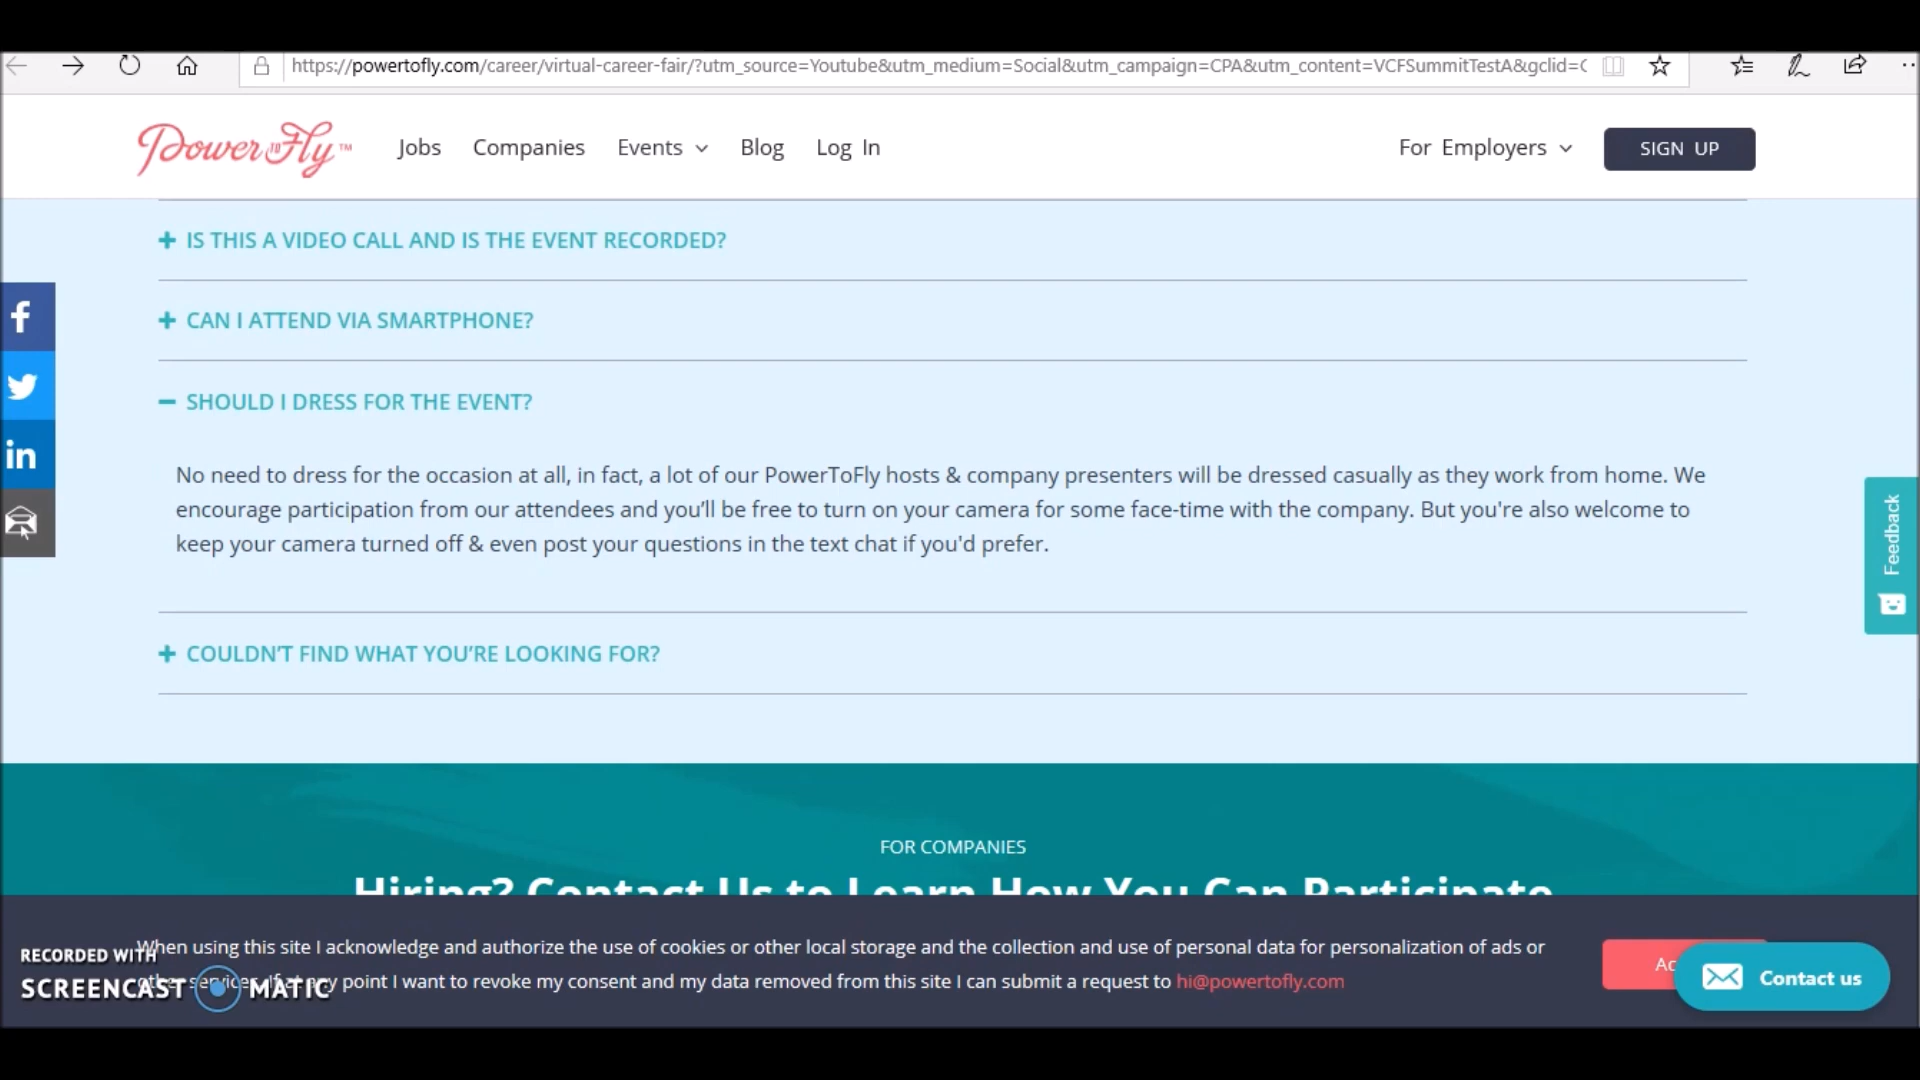 https://powertofly.com/career/virtual-career-fair/?utm_source=Youtube&utm_medium=Social&utm_campaign=CPA&utm_content=VCFSummitTestA&gclid=C
Power to Fly™ Jobs Companies Events Blog Log In For Employers SIGN UP
+ IS THIS A VIDEO CALL AND IS THE EVENT RECORDED?
+ CAN I ATTEND VIA SMARTPHONE?
− SHOULD I DRESS FOR THE EVENT?
No need to dress for the occasion at all, in fact, a lot of our PowerToFly hosts & company presenters will be dressed casually as they work from home. We
encourage participation from our attendees and you’ll be free to turn on your camera for some face-time with the company. But you're also welcome to
keep your camera turned off & even post your questions in the text chat if you'd prefer.
Feedback
+ COULDN’T FIND WHAT YOU’RE LOOKING FOR?
FOR COMPANIES
Hiring? Contact Us to Learn How You Can Participate
When using this site I acknowledge and authorize the use of cookies or other local storage and the collection and use of personal data for personalization of ads or
other services. If at any point I want to revoke my consent and my data removed from this site I can submit a request to hi@powertofly.com
Contact us
RECORDED WITH
SCREENCAST MATIC